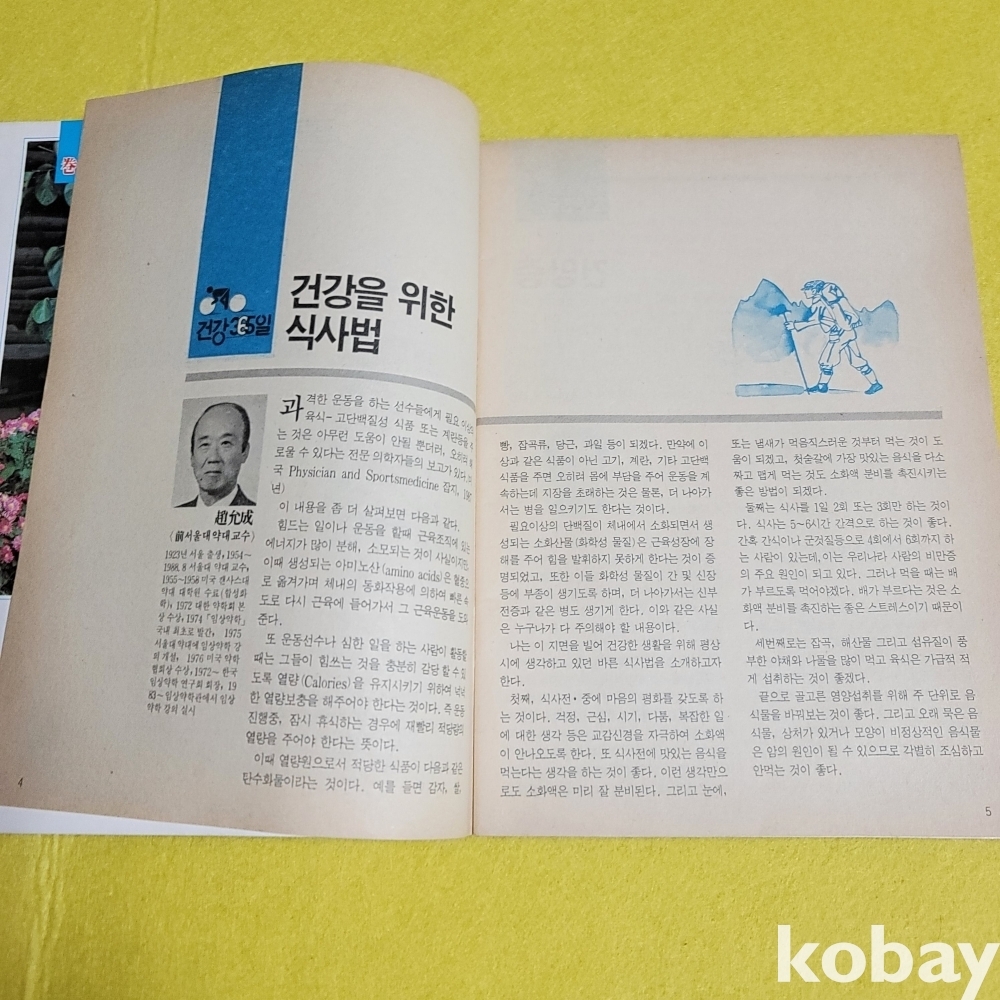 건강 365일
건강을 위한
식사법
趙允成
(前서울대약대교수)
1923년 서울 출생, 1954~
1988. 8 서울대 약대 교수,
1955~1958 미국 캔사스대
약대 대학원 수료(합성화
학), 1972 대한 약학회 본
상 수상, 1974 「임상약학」
국내 최초로 발간, 1975
서울대약대에 임상약학 강
의 개설, 1976 미국 약학
협회상 수상, 1972~ 한국
임상약학 연구회 회장, 19
83~ 임상약학관에서 임상
약학 강의 실시
과격한 운동을 하는 선수들에게 필요 이상의
육식- 고단백질성 식품 또는 계란등을
는 것은 아무런 도움이 안될 뿐더러, 오히려
로울 수 있다는 전문 의학자들의 보고가 있다.
국 Physician and Sportsmedicine 잡지,
년)
이 내용을 좀 더 살펴보면 다음과 같다.
힘드는 일이나 운동을 할때 근육조직에 있는
에너지가 많이 분해, 소모되는 것이 사실이지만,
이때 생성되는 아미노산(amino acids)은 혈중으
로 옮겨가며 체내의 동화작용에 의하여 빠른 속
도로 다시 근육에 들어가서 그 근육운동을 도와
준다.
또 운동선수나 심한 일을 하는 사람이 활동할
때는 그들이 힘쓰는 것을 충분히 감당할 수 있
도록 열량(Calories)을 유지시키기 위하여 넉넉
한 열량보충을 해주어야 한다는 것이다. 즉 운동
진행중, 잠시 휴식하는 경우에 재빨리 적당량의
열량을 주어야 한다는 뜻이다.
이때 열량원으로서 적당한 식품이 다음과 같은
탄수화물이라는 것이다. 예를 들면 감자, 쌀,
4
빵, 잡곡류, 당근, 과일 등이 되겠다. 만약에 이
상과 같은 식품이 아닌 고기, 계란, 기타 고단백
식품을 주면 오히려 몸에 부담을 주어 운동을 계
속하는데 지장을 초래하는 것은 물론, 더 나아가
서는 병을 일으키기도 한다는 것이다.
필요이상의 단백질이 체내에서 소화되면서 생
성되는 소화산물(화학성 물질)은 근육성장에 장
해를 주어 힘을 발휘하지 못하게 한다는 것이 증
명되었고, 또한 이들 화학성 물질이 간 및 신장
등에 부종이 생기도록 하며, 더 나아가서는 신부
전증과 같은 병도 생기게 한다. 이와 같은 사실
은 누구나가 다 주의해야 할 내용이다.
나는 이 지면을 빌어 건강한 생활을 위해 평상
시에 생각하고 있던 바른 식사법을 소개하고자
한다.
첫째, 식사전·중에 마음의 평화를 갖도록 하
는 것이다. 걱정, 근심, 시기, 다툼, 복잡한 일
에 대한 생각 등은 교감신경을 자극하여 소화액
이 안나오도록 한다. 또 식사전에 맛있는 음식을
먹는다는 생각을 하는 것이 좋다. 이런 생각만으
로도 소화액은 미리 잘 분비된다. 그리고 눈에,
또는 냄새가 먹음직스러운 것부터 먹는 것이 도
움이 되겠고, 첫숟갈에 가장 맛있는 음식을 다소
짜고 맵게 먹는 것도 소화액 분비를 촉진시키는
좋은 방법이 되겠다.
둘째는 식사를 1일 2회 또는 3회만 하는 것이
다. 식사는 5~6시간 간격으로 하는 것이 좋다.
간혹 간식이나 군것질등으로 4회에서 6회까지 하
는 사람이 있는데, 이는 우리나라 사람의 비만증
의 주요 원인이 되고 있다. 그러나 먹을 때는 배
가 부르도록 먹어야겠다. 배가 부르다는 것은 소
화액 분비를 촉진하는 좋은 스트레스이기 때문이
다.
세번째로는 잡곡, 해산물 그리고 섬유질이 풍
부한 야채와 나물을 많이 먹고 육식은 가급적 적
게 섭취하는 것이 좋겠다.
끝으로 골고른 영양섭취를 위해 주 단위로 음
식물을 바꿔보는 것이 좋다. 그리고 오래 묵은 음
식물, 상처가 있거나 모양이 비정상적인 음식물
은 암의 원인이 될 수 있으므로 각별히 조심하고
안먹는 것이 좋다.
5
kobay